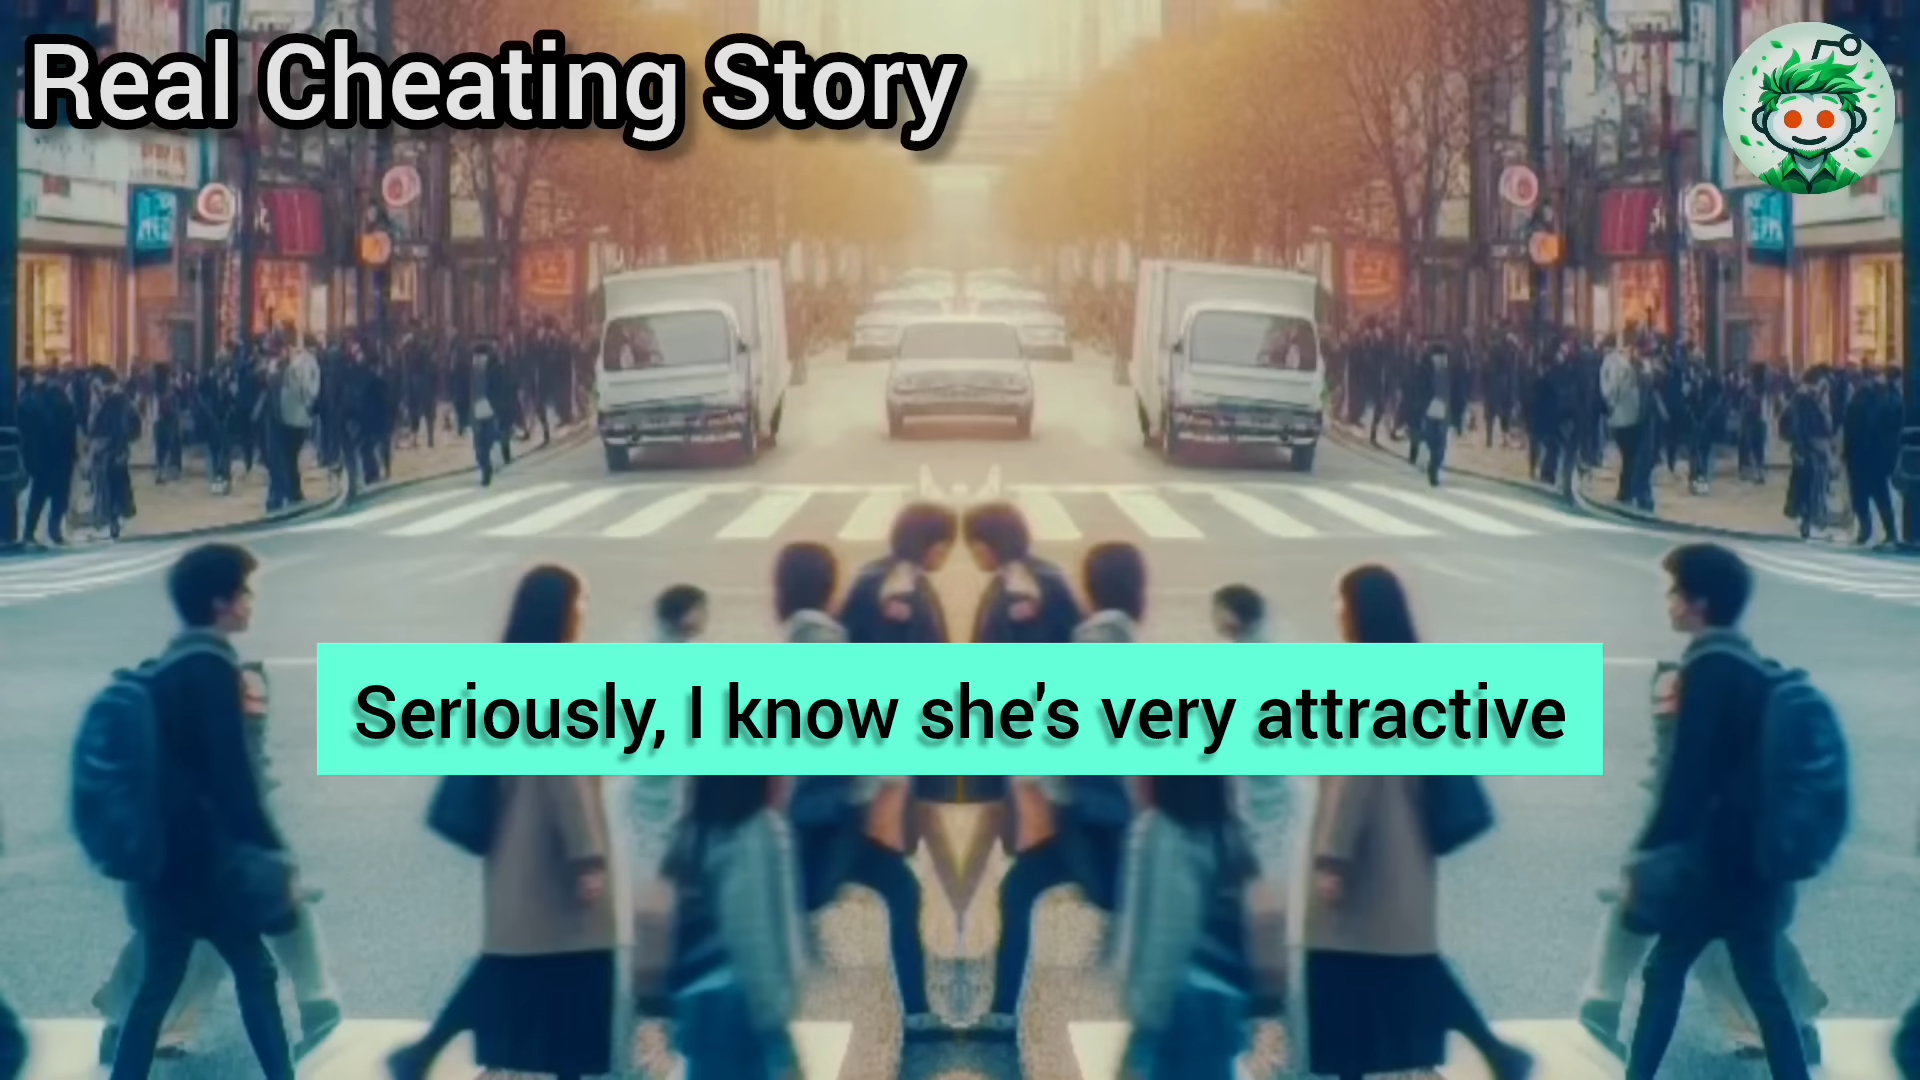 Real Cheating Story
Seriously, I know she's very attractive